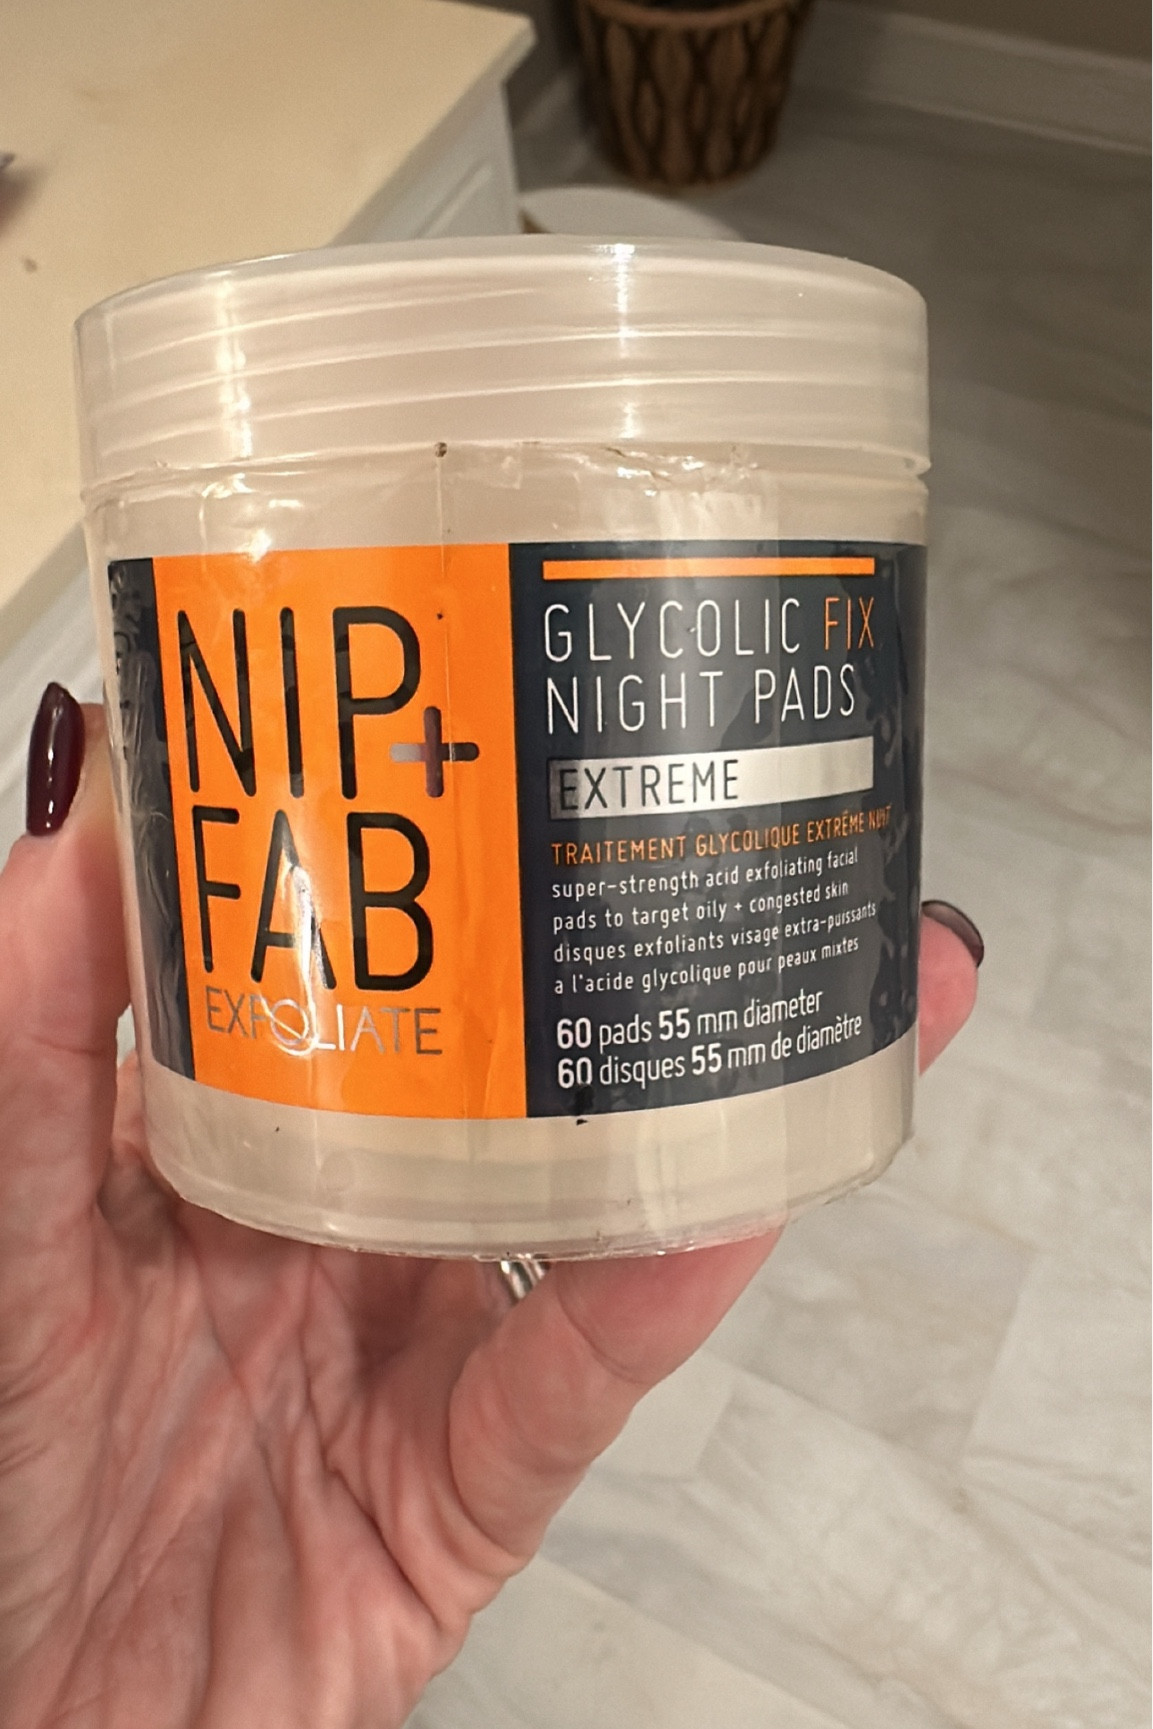 NIP+
FAB
EXFOLIATE
GLYCOLIC FIX
NIGHT PADS
EXTREME
TRAITEMENT GLYCOLIQUE EXTRÊME NUIT
super-strength acid exfoliating facial
pads to target oily + congested skin
disques exfoliants visage extra-puissants
a l'acide glycolique pour peaux mixtes
60 pads 55 mm diameter
60 disques 55 mm de diamètre